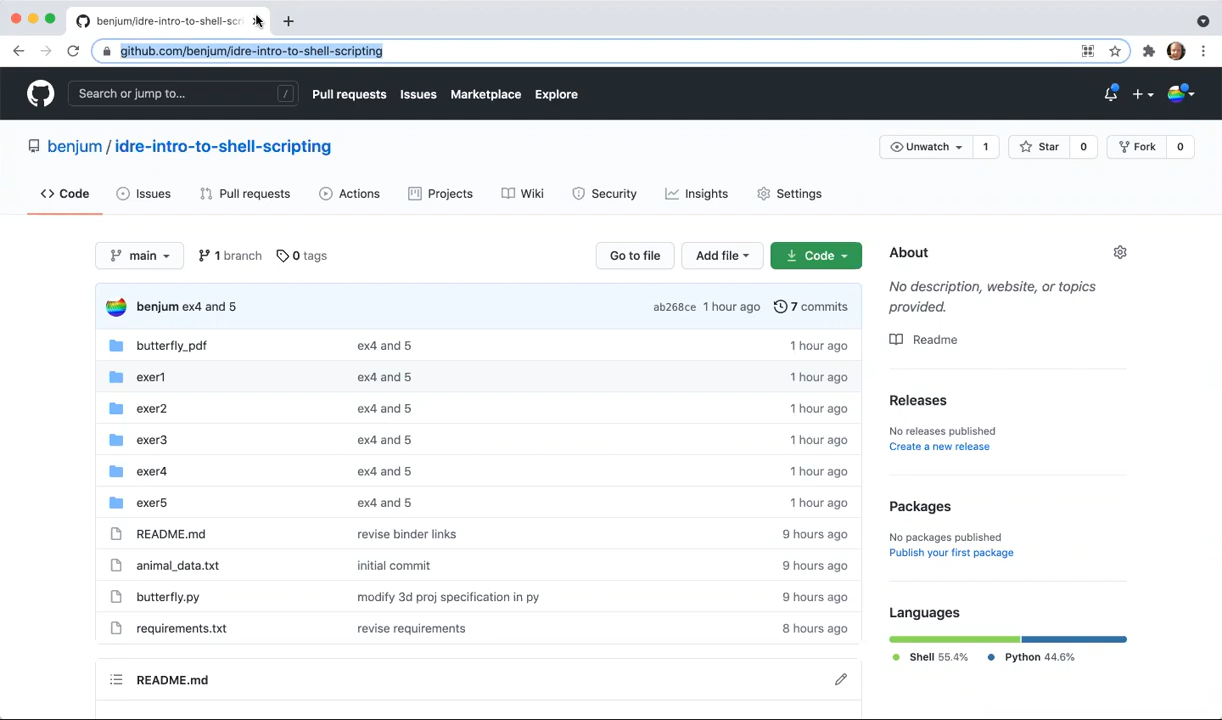 benjum/idre-intro-to-shell-scri
github.com/benjum/idre-intro-to-shell-scripting
Search or jump to... / Pull requests Issues Marketplace Explore
benjum / idre-intro-to-shell-scripting Unwatch 1 Star 0 Fork 0
Code Issues Pull requests Actions Projects Wiki Security Insights Settings
main 1 branch 0 tags Go to file Add file Code
benjum ex4 and 5 ab268ce 1 hour ago 7 commits
butterfly_pdf ex4 and 5 1 hour ago
exer1 ex4 and 5 1 hour ago
exer2 ex4 and 5 1 hour ago
exer3 ex4 and 5 1 hour ago
exer4 ex4 and 5 1 hour ago
exer5 ex4 and 5 1 hour ago
README.md revise binder links 9 hours ago
animal_data.txt initial commit 9 hours ago
butterfly.py modify 3d proj specification in py 9 hours ago
requirements.txt revise requirements 8 hours ago
README.md
About
No description, website, or topics
provided.
Readme
Releases
No releases published
Create a new release
Packages
No packages published
Publish your first package
Languages
Shell 55.4% Python 44.6%